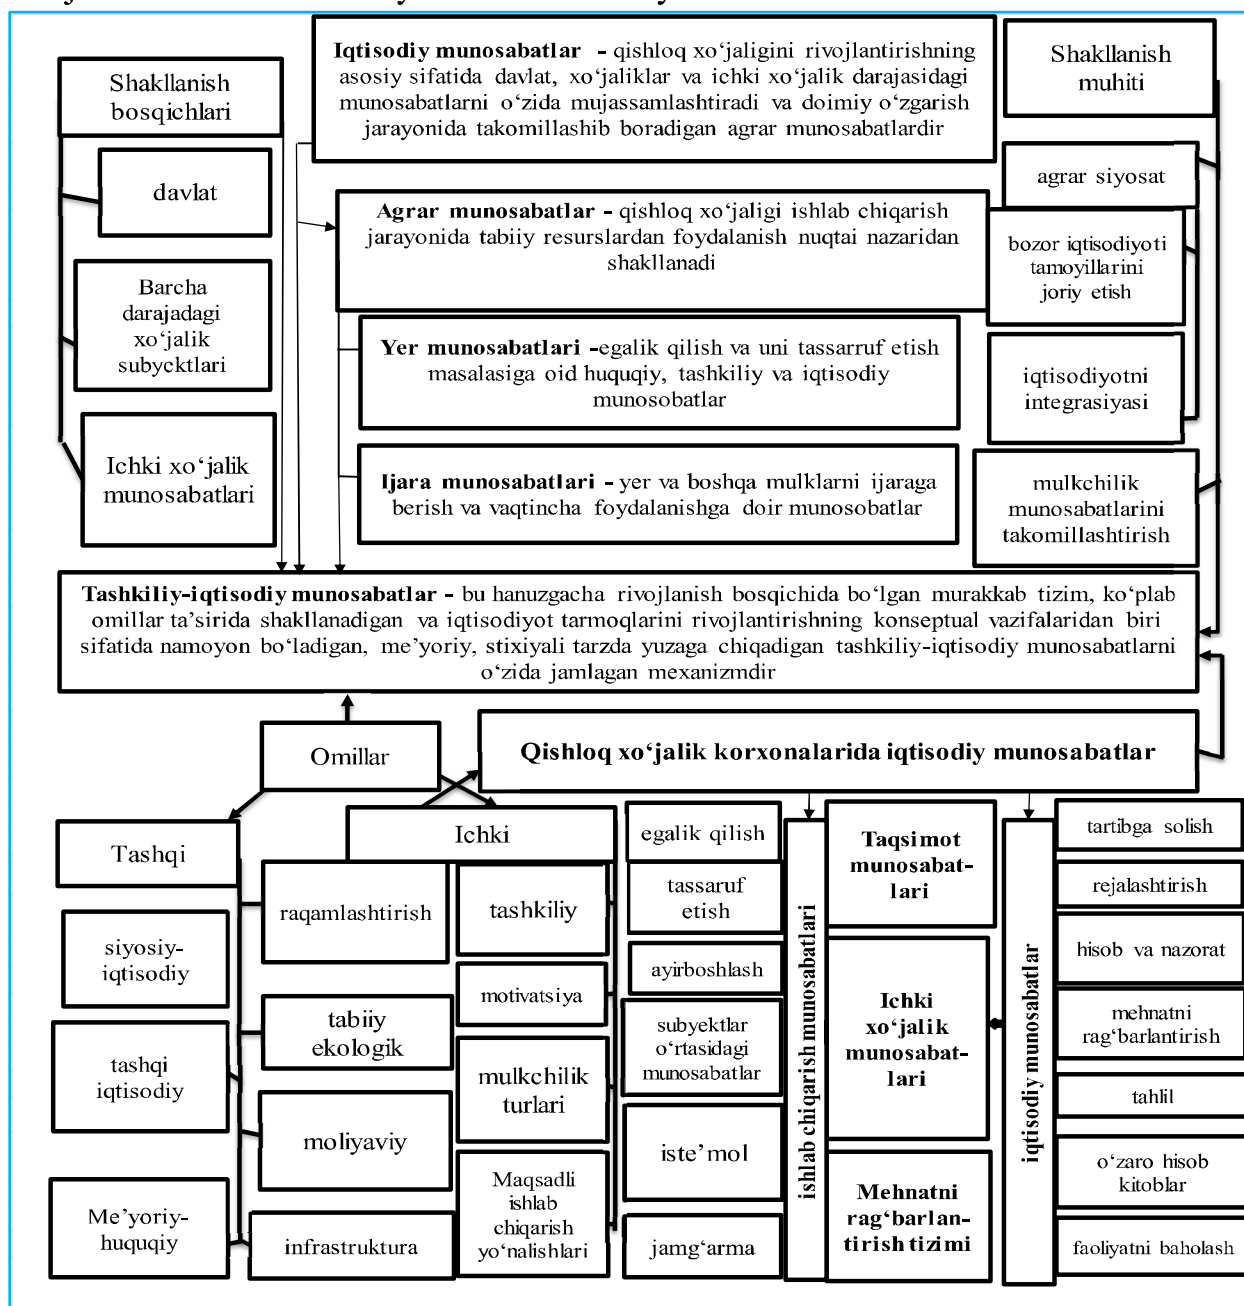 Iqtisodiy munosabatlar - qishloq xo‘jaligini rivojlantirishning
asosiy sifatida davlat, xo‘jaliklar va ichki xo‘jalik darajasidagi
munosabatlarni o‘zida mujassamlashtiradi va doimiy o‘zgarish
jarayonida takomillashib boradigan agrar munosabatlardir
Shakllanish
bosqichlari
davlat
Barcha
darajadagi
xo‘jalik
subyektlari
Ichki xo‘jalik
munosabatlari
Shakllanish
muhiti
agrar siyosat
bozor iqtisodiyoti
tamoyillarini
joriy etish
iqtisodiyotni
integrasiyasi
mulkchilik
munosabatlarini
takomillashtirish
Agrar munosabatlar - qishloq xo‘jaligi ishlab chiqarish
jarayonida tabiiy resurslardan foydalanish nuqtai nazaridan
shakllanadi
Yer munosabatlari -egalik qilish va uni tassarruf etish
masalasiga oid huquqiy, tashkiliy va iqtisodiy
munosobatlar
Ijara munosabatlari - yer va boshqa mulklarni ijaraga
berish va vaqtincha foydalanishga doir munosobatlar
Tashkiliy-iqtisodiy munosabatlar - bu hanuzgacha rivojlanish bosqichida bo‘lgan murakkab tizim, ko‘plab
omillar ta’sirida shakllanadigan va iqtisodiyot tarmoqlarini rivojlantirishning konseptual vazifalaridan biri
sifatida namoyon bo‘ladigan, me’yoriy, stixiyali tarzda yuzaga chiqadigan tashkiliy-iqtisodiy munosabatlarni
o‘zida jamlagan mexanizmdir
Omillar
Qishloq xo‘jalik korxonalarida iqtisodiy munosabatlar
Tashqi
siyosiy-
iqtisodiy
tashqi
iqtisodiy
Me’yoriy-
huquqiy
raqamlashtirish
tabiiy
ekologik
moliyaviy
infrastruktura
Ichki
tashkiliy
motivatsiya
mulkchilik
turlari
Maqsadli
ishlab
chiqarish
yo‘nalishlari
egalik qilish
tassaruf
etish
ayirboshlash
subyektlar
o‘rtasidagi
munosabatlar
iste’mol
jamg‘arma
ishlab chiqarish munosabatlari
Taqsimot
munosabat-
lari
Ichki
xo‘jalik
munosabat-
lari
Mehnatni
rag‘barlan-
tirish tizimi
iqtisodiy munosabatlar
tartibga solish
rejalashtirish
hisob va nazorat
mehnatni
rag‘barlantirish
tahlil
o‘zaro hisob
kitoblar
faoliyatni baholash